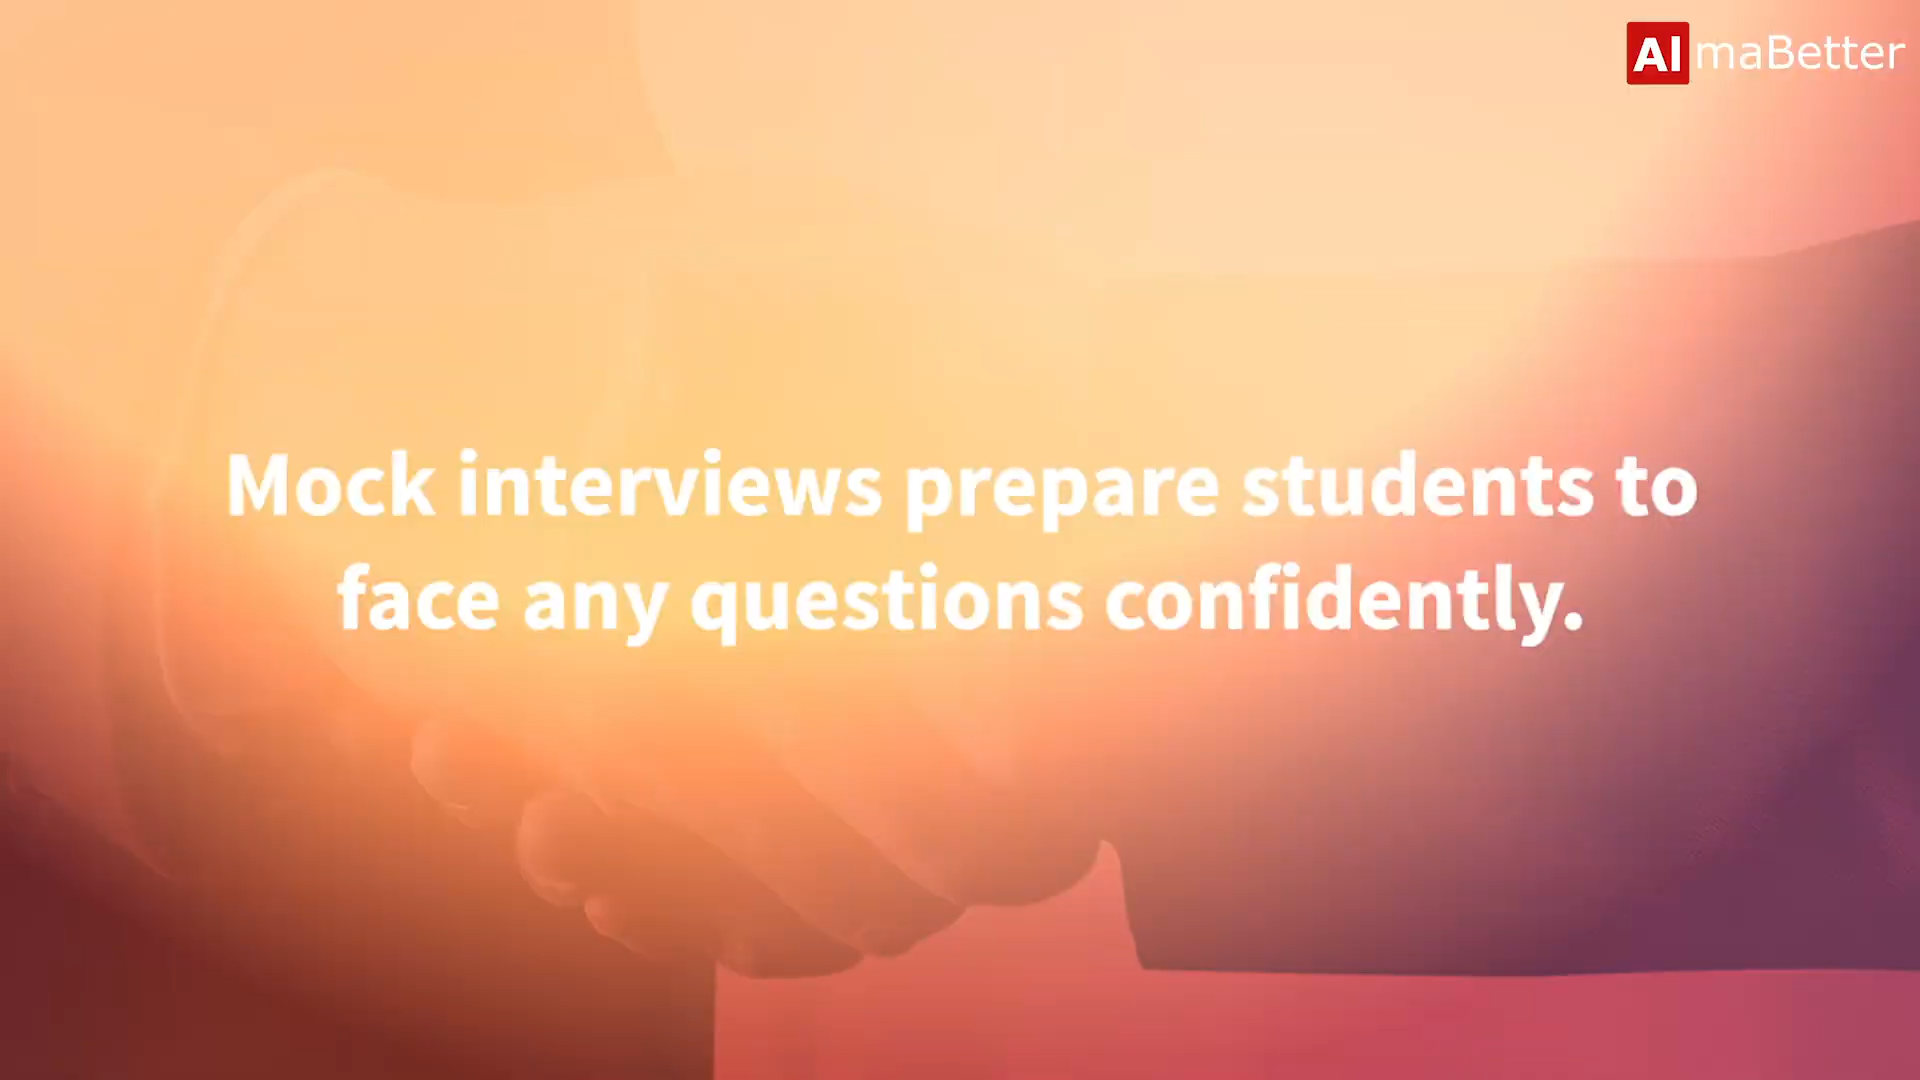 AlmaBetter
Mock interviews prepare students to
face any questions confidently.